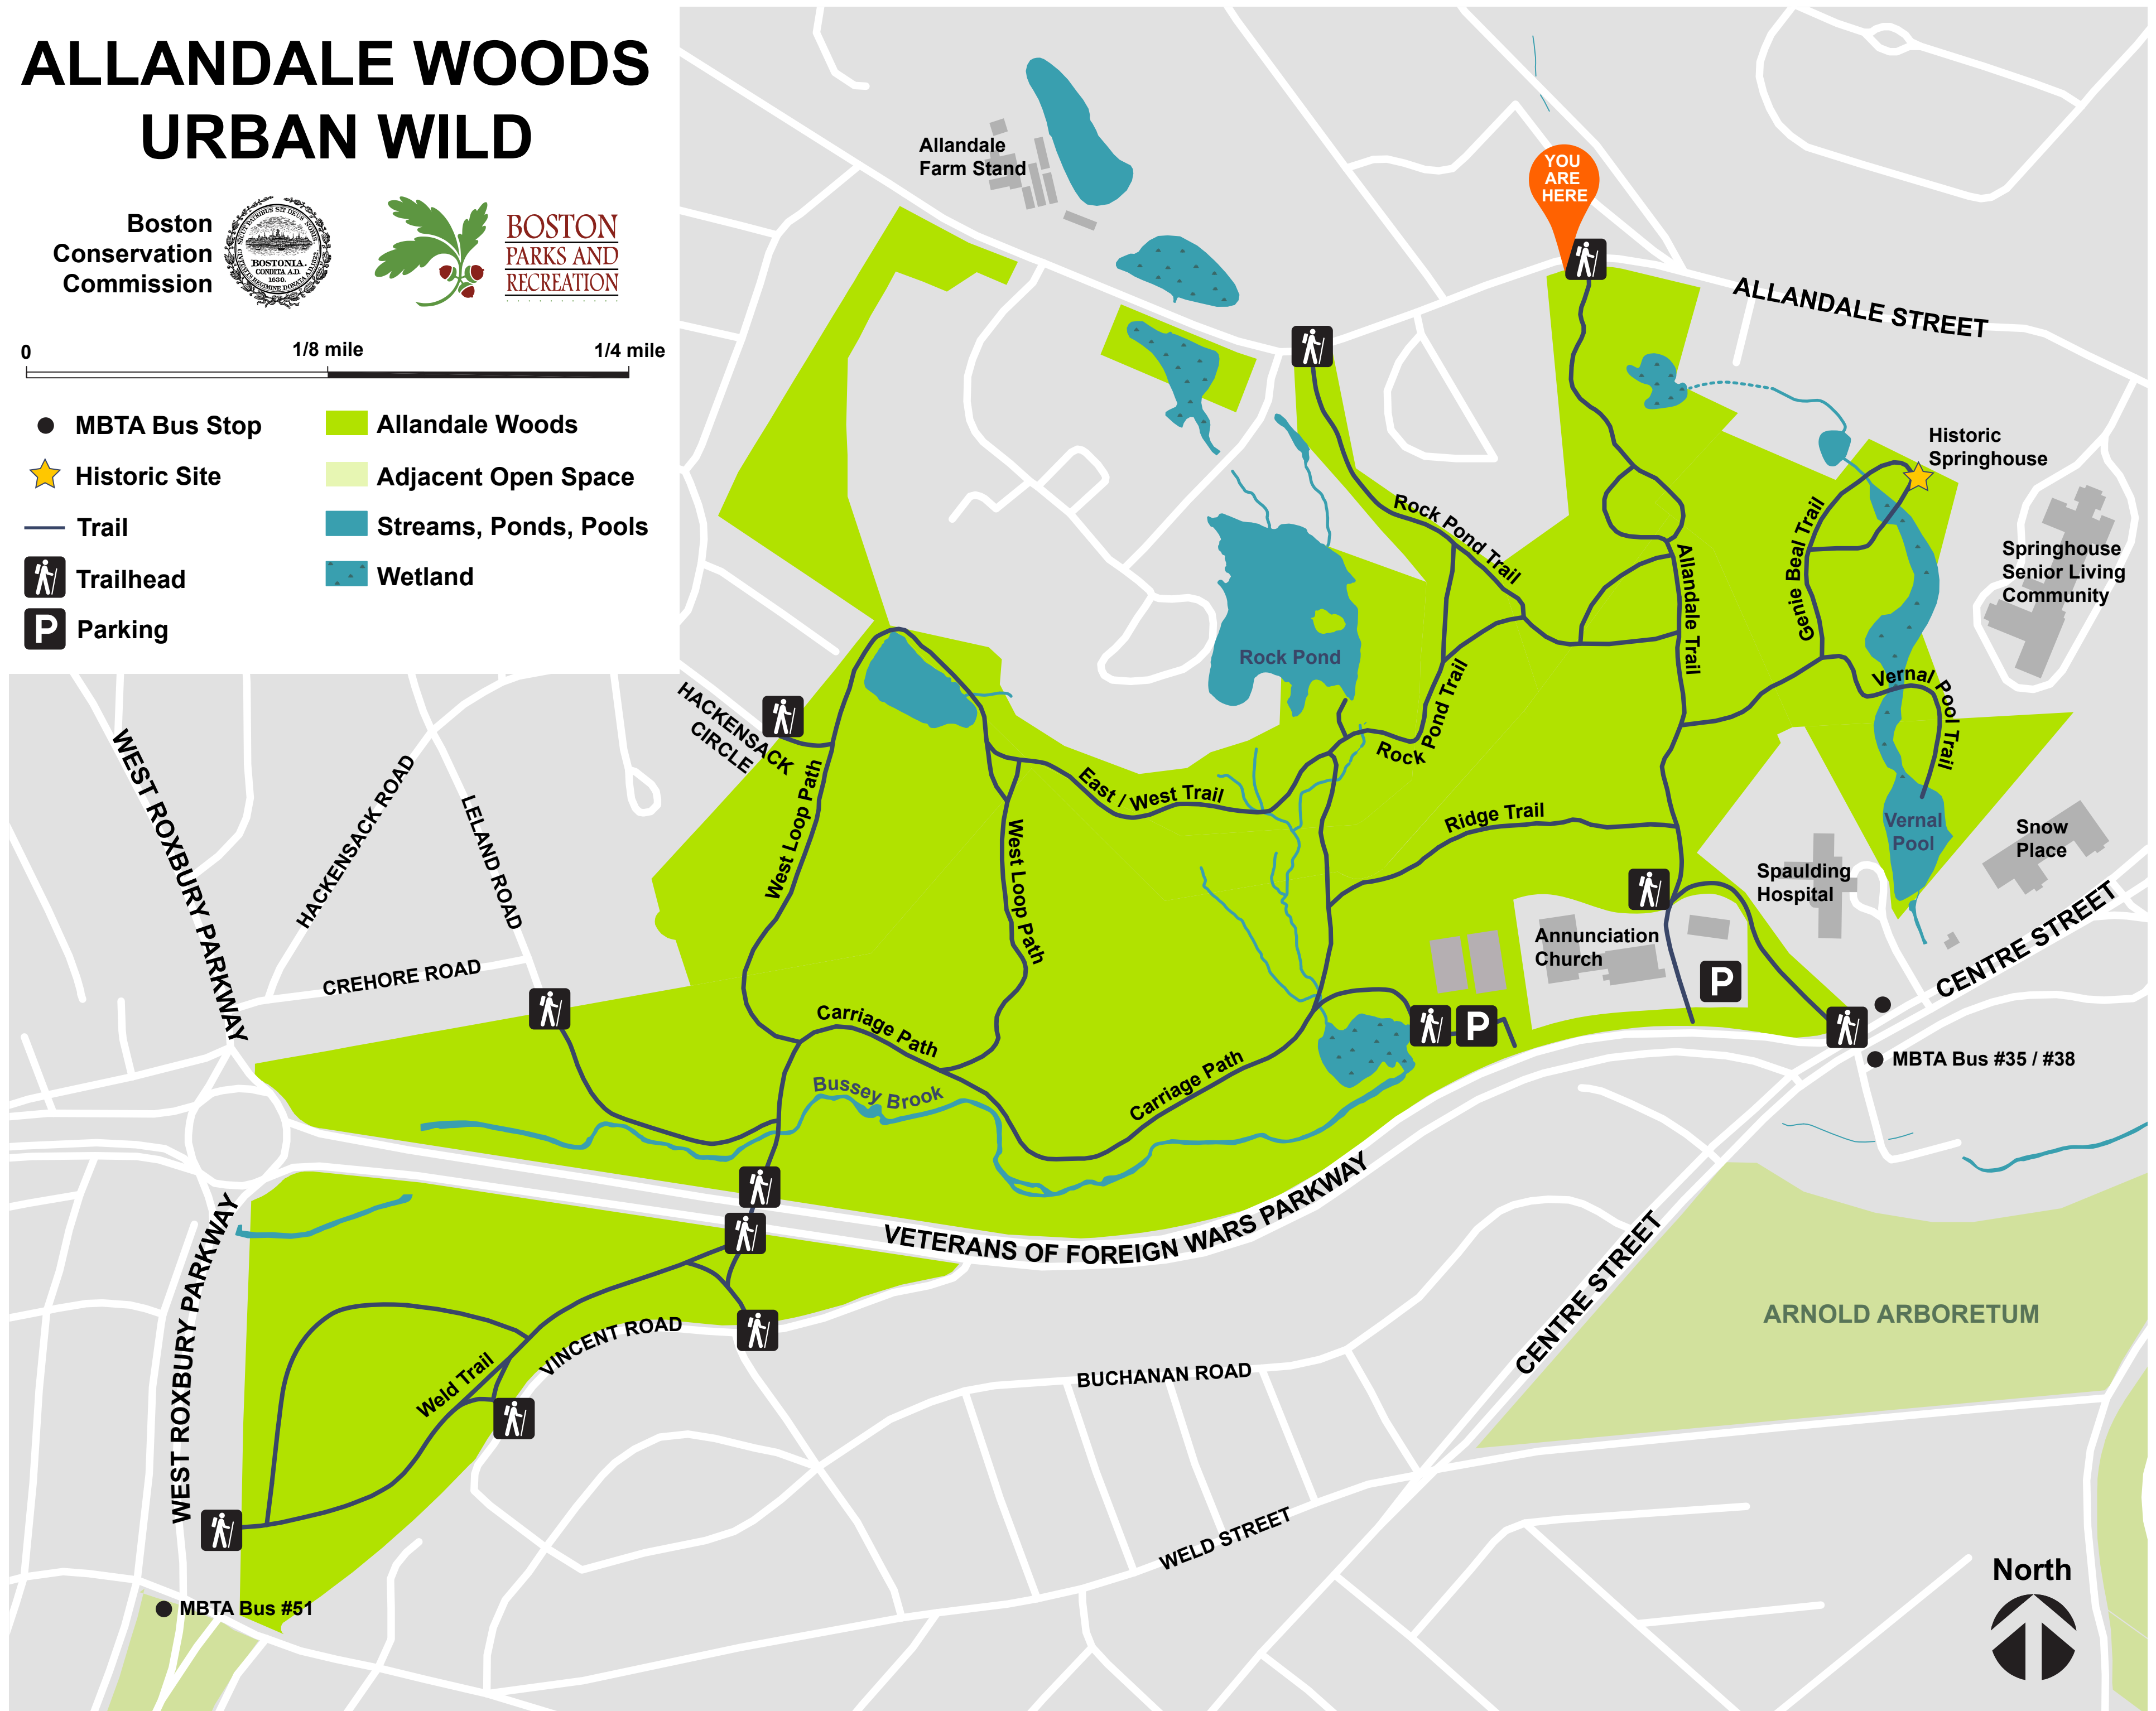 ALLANDALE WOODS
URBAN WILD
Boston
Conservation
Commission
BOSTONIA.
CONDITA A.D.
1630.
BOSTON
PARKS AND
RECREATION
0
1/8 mile
1/4 mile
MBTA Bus Stop
Historic Site
Trail
Trailhead
P
Parking
Allandale Woods
Adjacent Open Space
Streams, Ponds, Pools
Wetland
Allandale
Farm Stand
YOU
ARE
HERE
ALLANDALE STREET
Historic
Springhouse
Springhouse
Senior Living
Community
Rock Pond Trail
Allandale Trail
Genie Beal Trail
Rock Pond
Rock Pond Trail
Vernal Pool Trail
HACKENSACK
CIRCLE
East / West Trail
Ridge Trail
West Loop Path
West Loop Path
Vernal
Pool
Snow
Place
Spaulding
Hospital
WEST ROXBURY PARKWAY
HACKENSACK ROAD
LELAND ROAD
CREHORE ROAD
Annunciation
Church
P
P
CENTRE STREET
MBTA Bus #35 / #38
Carriage Path
Carriage Path
Bussey Brook
VETERANS OF FOREIGN WARS PARKWAY
WEST ROXBURY PARKWAY
VINCENT ROAD
Weld Trail
BUCHANAN ROAD
CENTRE STREET
ARNOLD ARBORETUM
WELD STREET
MBTA Bus #51
North